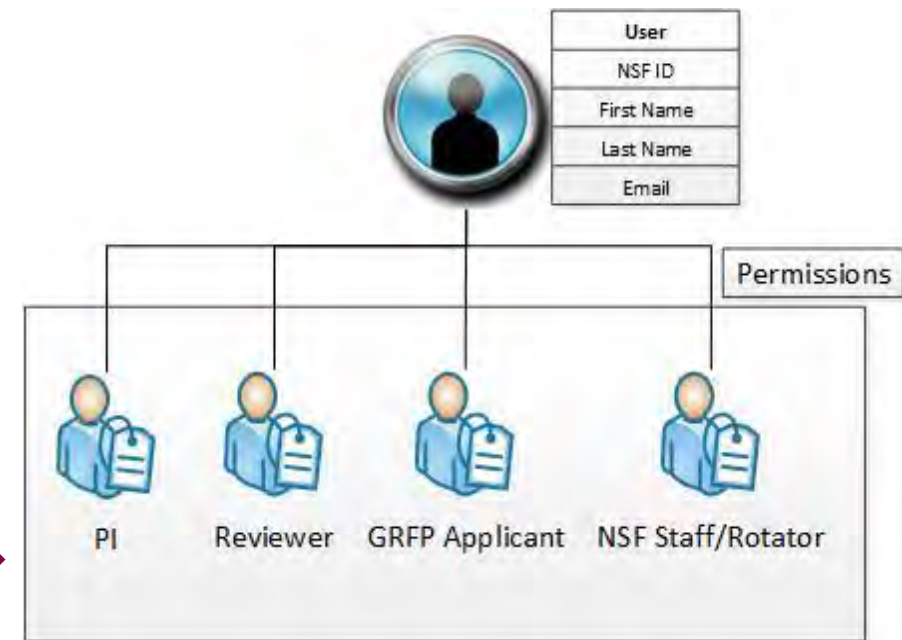 User
NSF ID
First Name
Last Name
Email
Permissions
PI
Reviewer
GRFP Applicant
NSF Staff/Rotator